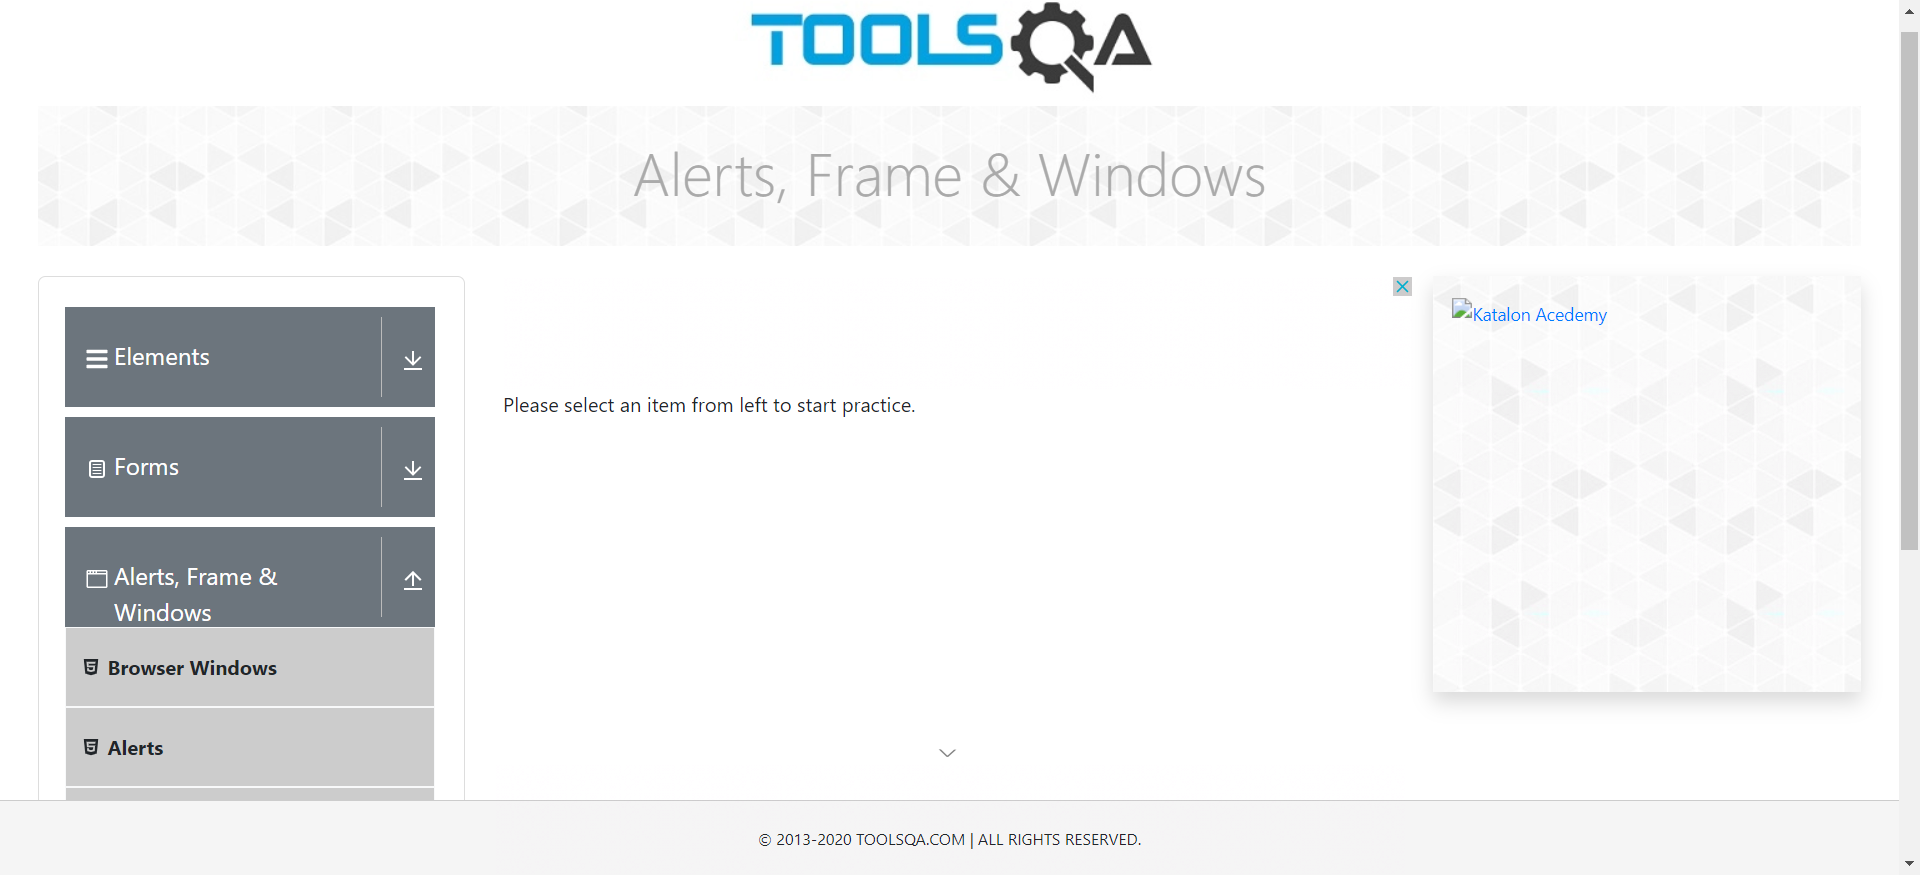 TOOLSQA
Alerts, Frame & Windows
Elements
Forms
Alerts, Frame &
Windows
Browser Windows
Alerts
Please select an item from left to start practice.
Katalon Acedemy
© 2013-2020 TOOLSQA.COM | ALL RIGHTS RESERVED.